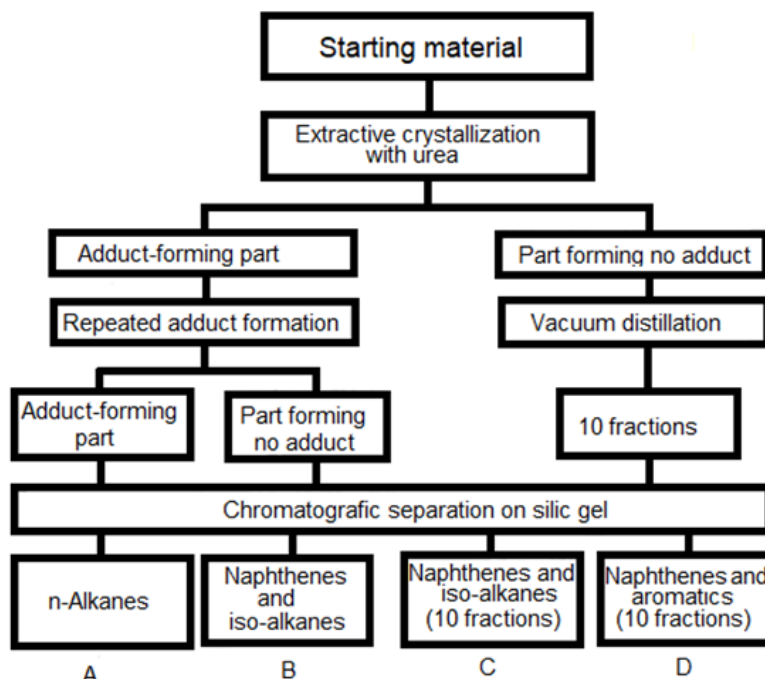 Starting material
Extractive crystallization
with urea
Adduct-forming part
Part forming no adduct
Repeated adduct formation
Vacuum distillation
Adduct-forming
part
Part forming
no adduct
10 fractions
Chromatografic separation on silic gel
n-Alkanes
Naphthenes
and
iso-alkanes
Naphthenes and
iso-alkanes
(10 fractions)
Naphthenes and
aromatics
(10 fractions)
A
B
C
D